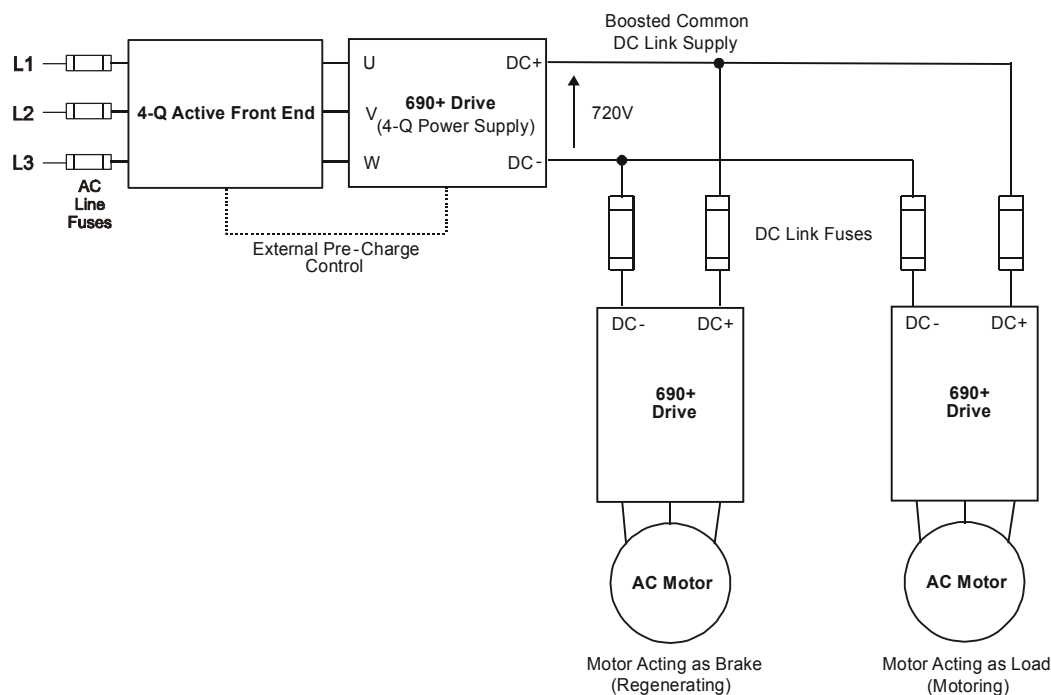 Boosted Common
DC Link Supply
L1
L2
L3
AC
Line
Fuses
4-Q Active Front End
U
V
W
690+ Drive
(4-Q Power Supply)
DC+
DC-
720V
External Pre-Charge
Control
DC Link Fuses
DC-
DC+
690+
Drive
AC Motor
Motor Acting as Brake
(Regenerating)
DC-
DC+
690+
Drive
AC Motor
Motor Acting as Load
(Motoring)